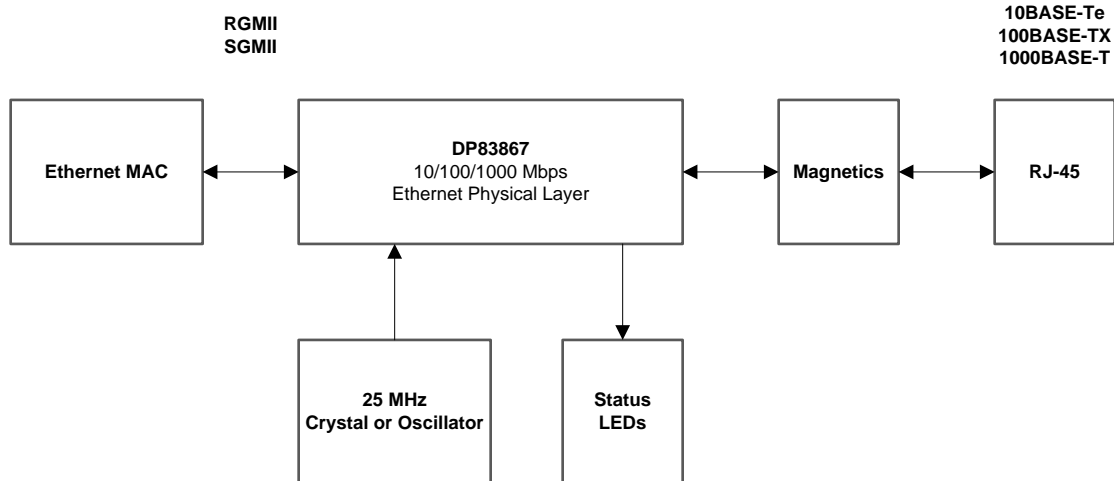 RGMII
SGMII
10BASE-Te
100BASE-TX
1000BASE-T
Ethernet MAC
DP83867
10/100/1000 Mbps
Ethernet Physical Layer
Magnetics
RJ-45
25 MHz
Crystal or Oscillator
Status
LEDs